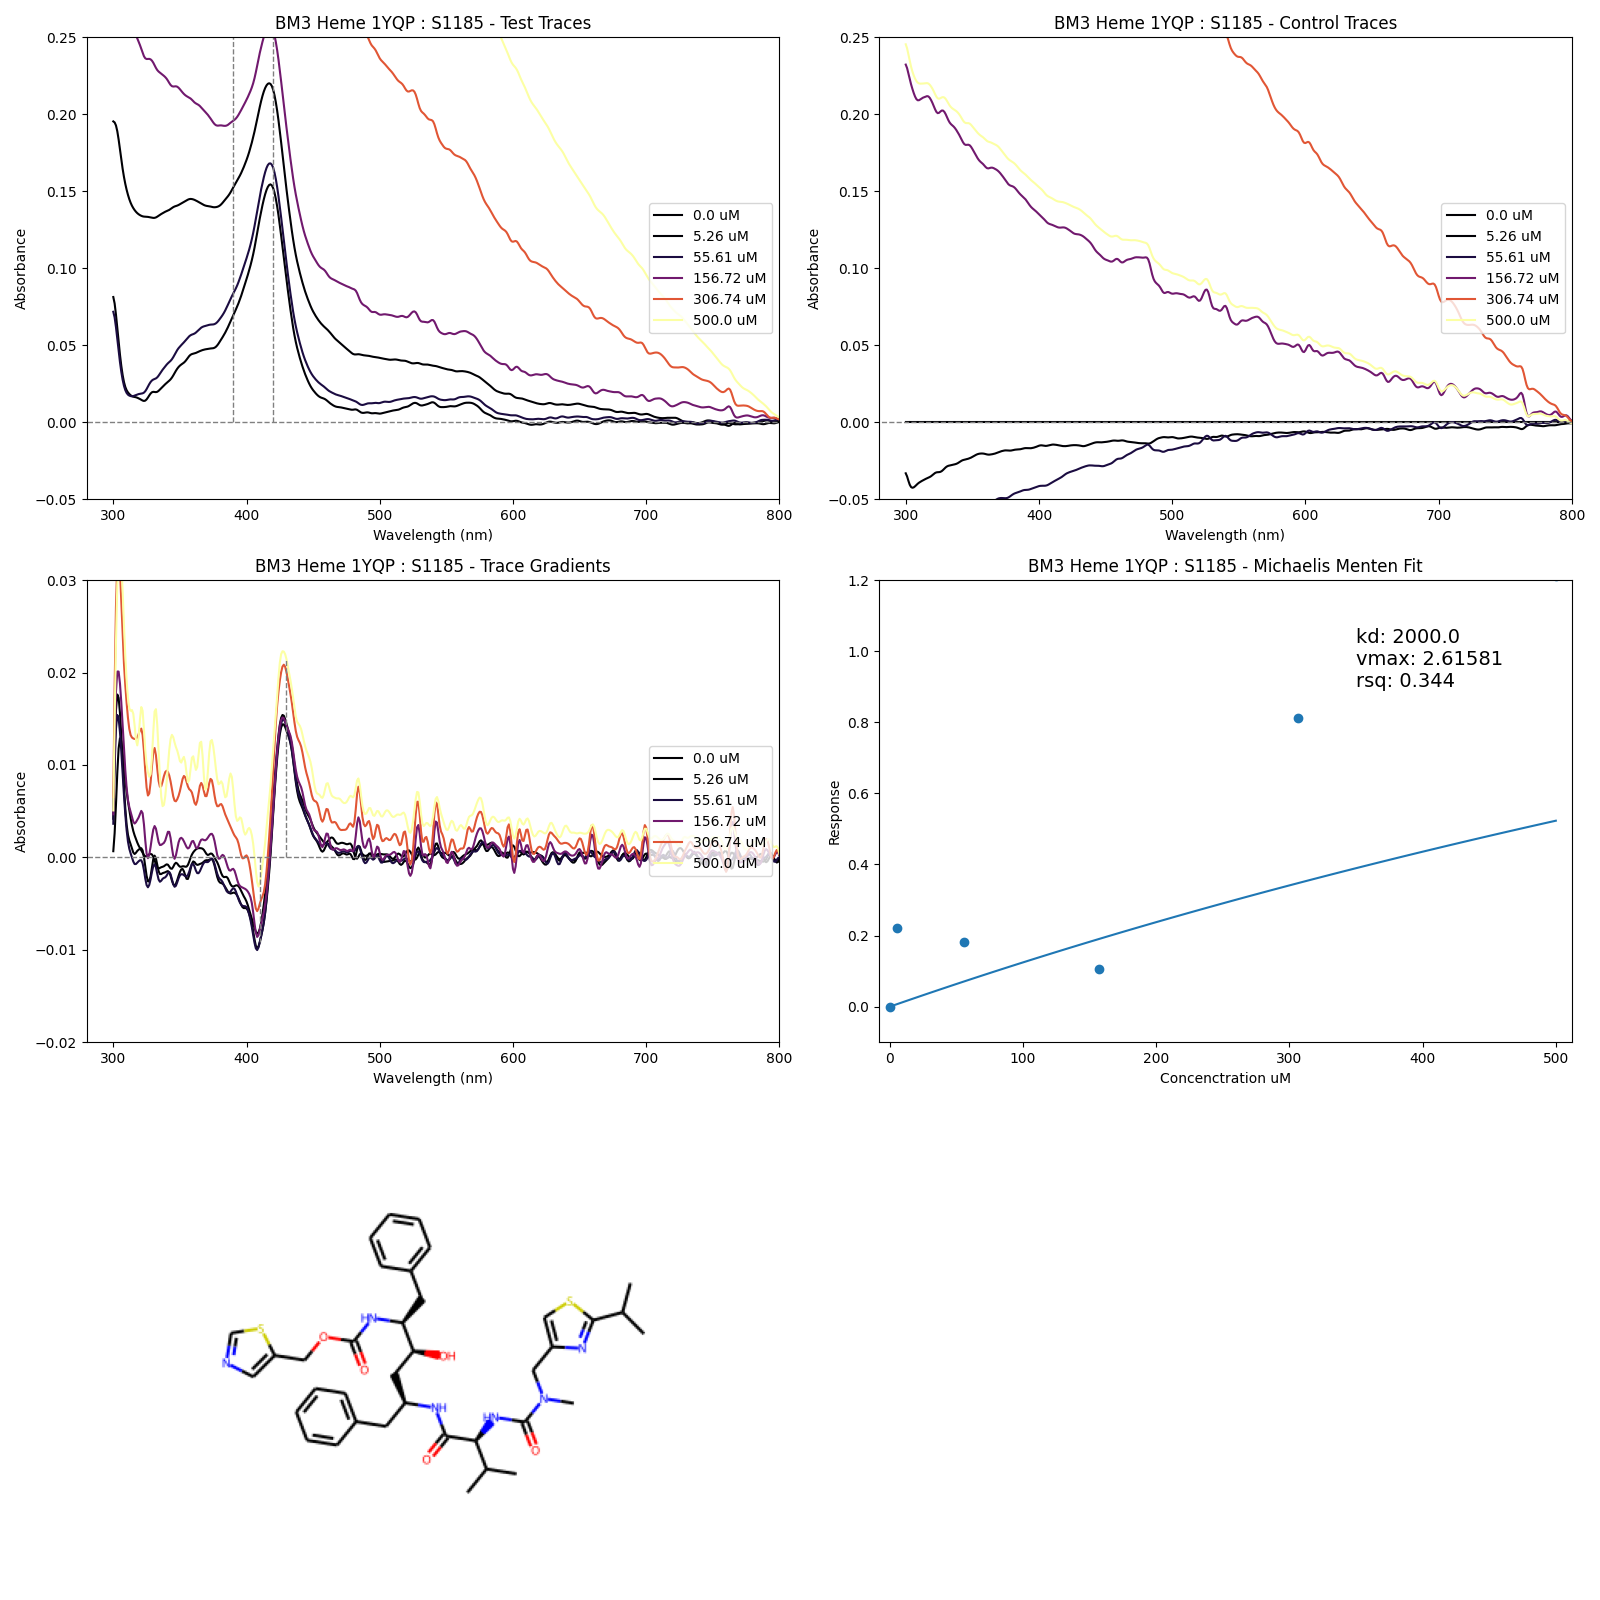 BM3 Heme 1YQP : S1185 - Test Traces
0.25
0.20
0.15
0.10
0.05
0.00
−0.05
Absorbance
300 400 500 600 700 800
Wavelength (nm)
0.0 uM
5.26 uM
55.61 uM
156.72 uM
306.74 uM
500.0 uM
BM3 Heme 1YQP : S1185 - Control Traces
0.25
0.20
0.15
0.10
0.05
0.00
−0.05
Absorbance
300 400 500 600 700 800
Wavelength (nm)
0.0 uM
5.26 uM
55.61 uM
156.72 uM
306.74 uM
500.0 uM
BM3 Heme 1YQP : S1185 - Trace Gradients
0.03
0.02
0.01
0.00
−0.01
−0.02
Absorbance
300 400 500 600 700 800
Wavelength (nm)
0.0 uM
5.26 uM
55.61 uM
156.72 uM
306.74 uM
500.0 uM
BM3 Heme 1YQP : S1185 - Michaelis Menten Fit
1.2
1.0
0.8
0.6
0.4
0.2
0.0
Response
kd: 2000.0
vmax: 2.61581
rsq: 0.344
0 100 200 300 400 500
Concenctration uM
S
N
O
O
HN
OH
NH
O
HN
O
N
N
S